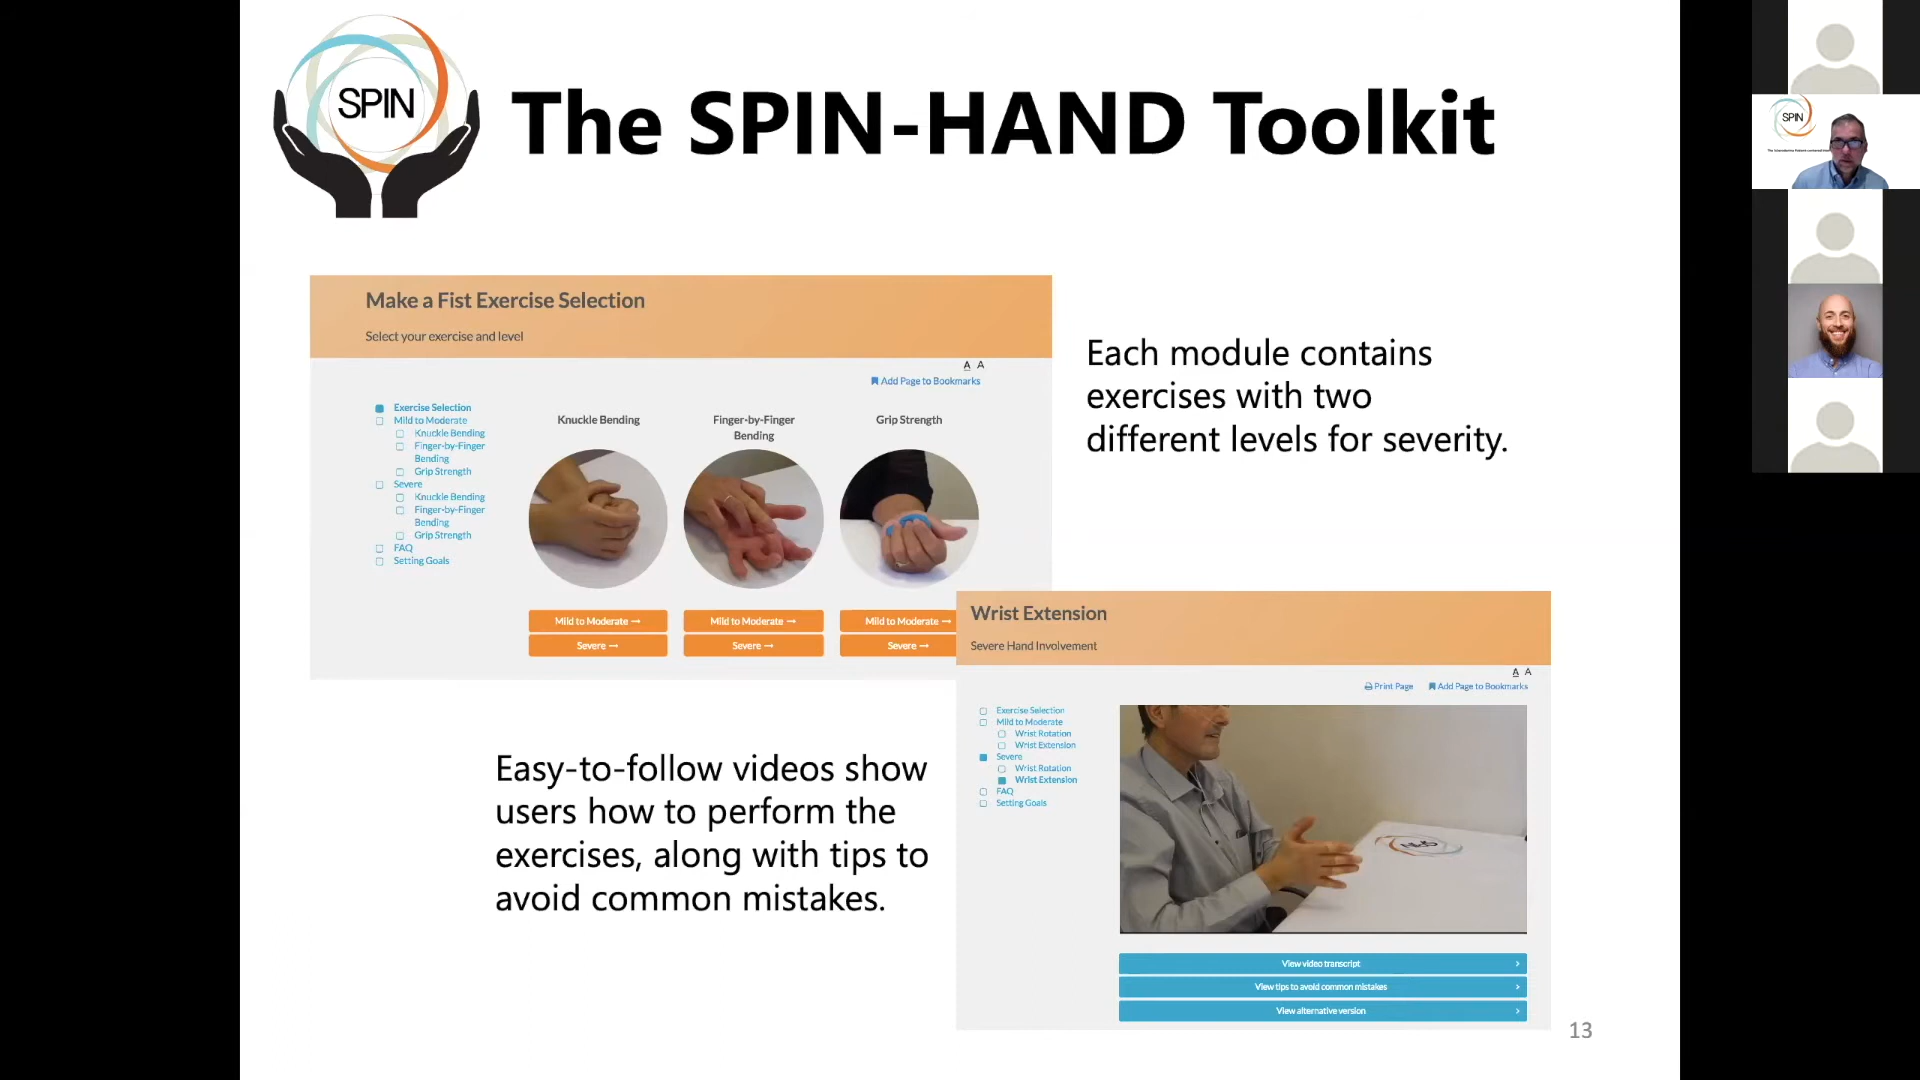 SPIN
The SPIN-HAND Toolkit
Make a Fist Exercise Selection
Select your exercise and level
A A
Add Page to Bookmarks
Exercise Selection
Mild to Moderate
Knuckle Bending
Finger-by-Finger
Bending
Grip Strength
Severe
Knuckle Bending
Finger-by-Finger
Bending
Grip Strength
FAQ
Setting Goals
Knuckle Bending
Finger-by-Finger
Bending
Grip Strength
Mild to Moderate →
Mild to Moderate →
Mild to Moderate →
Severe →
Severe →
Severe →
Each module contains
exercises with two
different levels for severity.
Easy-to-follow videos show
users how to perform the
exercises, along with tips to
avoid common mistakes.
Wrist Extension
Severe Hand Involvement
A A
Print Page
Add Page to Bookmarks
Exercise Selection
Mild to Moderate
Wrist Rotation
Wrist Extension
Severe
Wrist Rotation
Wrist Extension
FAQ
Setting Goals
SPIN
View video transcript
View tips to avoid common mistakes
View alternative version
13
SPIN